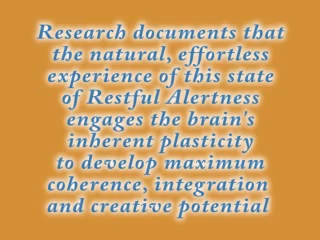 Research documents that
the natural, effortless
experience of this state
of Restful Alertness
engages the brain's
inherent plasticity
to develop maximum
coherence, integration
and creative potential